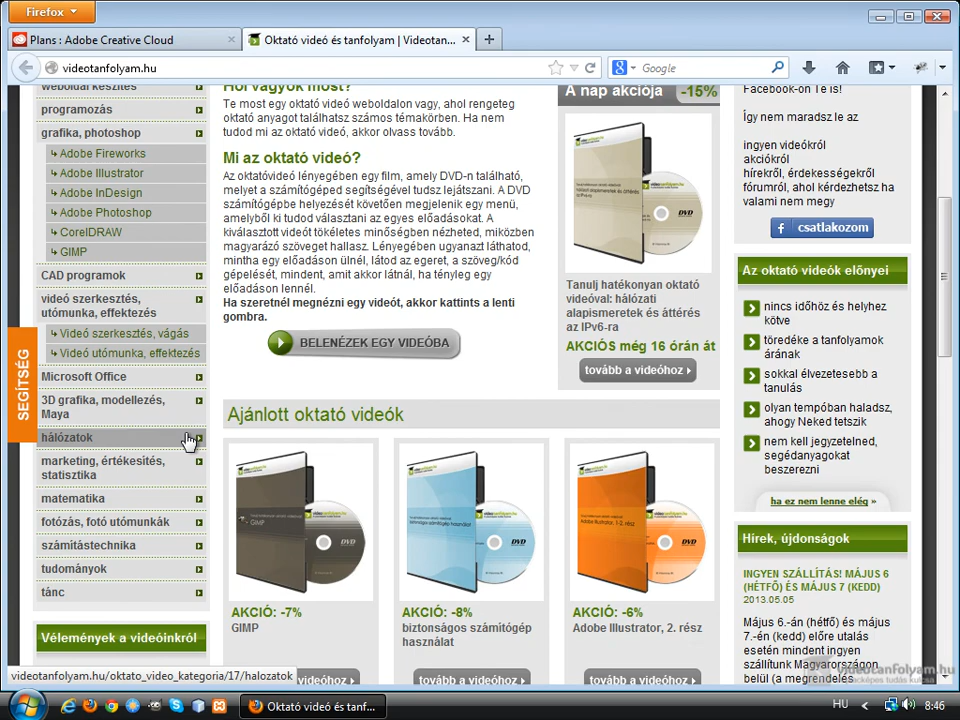 Firefox
Plans : Adobe Creative Cloud
Oktató videó és tanfolyam | Videotan...
videotanfolyam.hu
Google
weboldal készítés
programozás
grafika, photoshop
Adobe Fireworks
Adobe Illustrator
Adobe InDesign
Adobe Photoshop
CorelDRAW
GIMP
CAD programok
videó szerkesztés,
utómunka, effektezés
Videó szerkesztés, vágás
Videó utómunka, effektezés
Microsoft Office
3D grafika, modellezés,
Maya
hálózatok
marketing, értékesítés,
statisztika
matematika
fotózás, fotó utómunkák
számítástechnika
tudományok
tánc
Vélemények a videóinkról
SEGÍTSÉG
Hol vagyok most?
Te most egy oktató videó weboldalon vagy, ahol rengeteg
oktató anyagot találhatsz számos témakörben. Ha nem
tudod mi az oktató videó, akkor olvass tovább.
Mi az oktató videó?
Az oktatóvideó lényegében egy film, amely DVD-n található,
melyet a számítógéped segítségével tudsz lejátszani. A DVD
számítógépbe helyezését követően megjelenik egy menü,
amelyből ki tudod választani az egyes előadásokat. A
kiválasztott videót tökéletes minőségben nézheted, miközben
magyarázó szöveget hallasz. Lényegében ugyanazt láthatod,
mintha egy előadáson ülnél, látod az egeret, a szöveg/kód
gépelését, mindent, amit akkor látnál, ha tényleg egy
előadáson lennél.
Ha szeretnél megnézni egy videót, akkor kattints a lenti
gombra.
BELENÉZEK EGY VIDEÓBA
A nap akciója
-15%
DVD
Tanulj hatékonyan oktató
videóval: hálózati
alapismeretek és áttérés
az IPv6-ra
AKCIÓS még 16 órán át
tovább a videóhoz
Ajánlott oktató videók
GIMP
DVD
AKCIÓ: -7%
GIMP
DVD
AKCIÓ: -8%
biztonságos számítógép
használat
DVD
AKCIÓ: -6%
Adobe Illustrator, 2. rész
videóhoz
tovább a videóhoz
tovább a videóhoz
Facebook-on Te is!
Így nem maradsz le az
ingyen videókról
akciókról
hírekről, érdekességekről
fórumról, ahol kérdezhetsz ha
valami nem megy
f csatlakozom
Az oktató videók előnyei
nincs időhöz és helyhez
kötve
töredéke a tanfolyamok
árának
sokkal élvezetesebb a
tanulás
olyan tempóban haladsz,
ahogy Neked tetszik
nem kell jegyzetelned,
segédanyagokat
beszerezni
ha ez nem lenne elég »
Hírek, újdonságok
INGYEN SZÁLLÍTÁS! MÁJUS 6
(HÉTFŐ) ÉS MÁJUS 7 (KEDD)
2013.05.05
Május 6.-án (hétfő) és május
7.-én (kedd) előre utalás
esetén mindent ingyen
szállítunk Magyarországon
belül (a megrendelés
videotanfolyam.hu
videotanfolyam.hu/oktato_video_kategoria/17/halozatok
Oktató videó és tanf...
HU
8:46